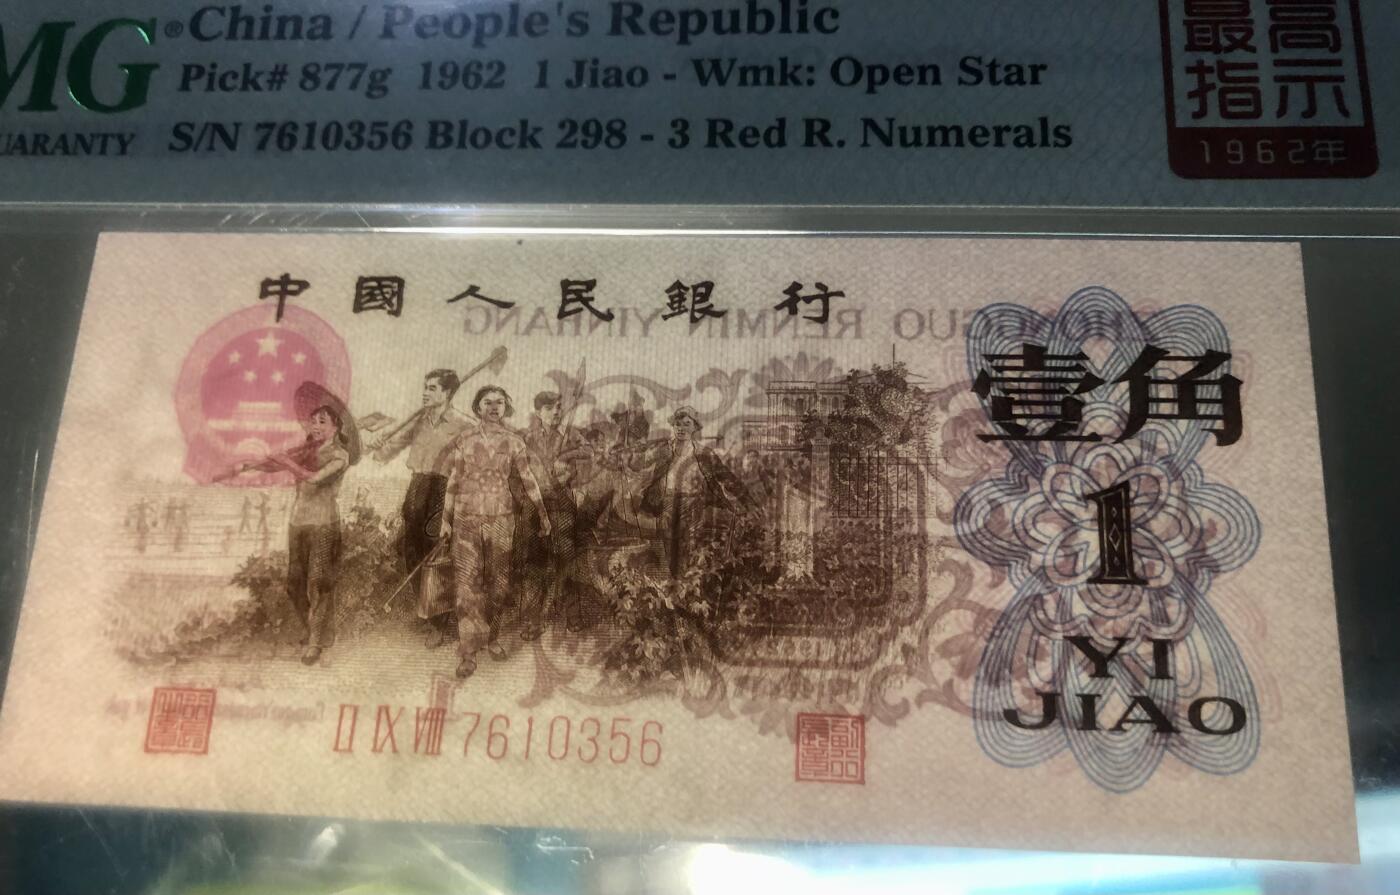 MG ® China / People's Republic
Pick# 877g 1962 1 Jiao - Wmk: Open Star
UARANTY S/N 7610356 Block 298 - 3 Red R. Numerals
最高
指示
1962年
中國人民銀行
壹角
1
YI
JIAO
II IX VIII 7610356